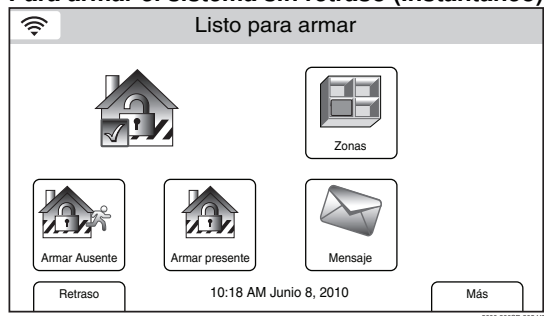 Para armar el sistema sin retraso (Instantáneo)
Listo para armar
Zonas
Armar Ausente
Armar presente
Mensaje
Retraso
10:18 AM Junio 8, 2010
Más